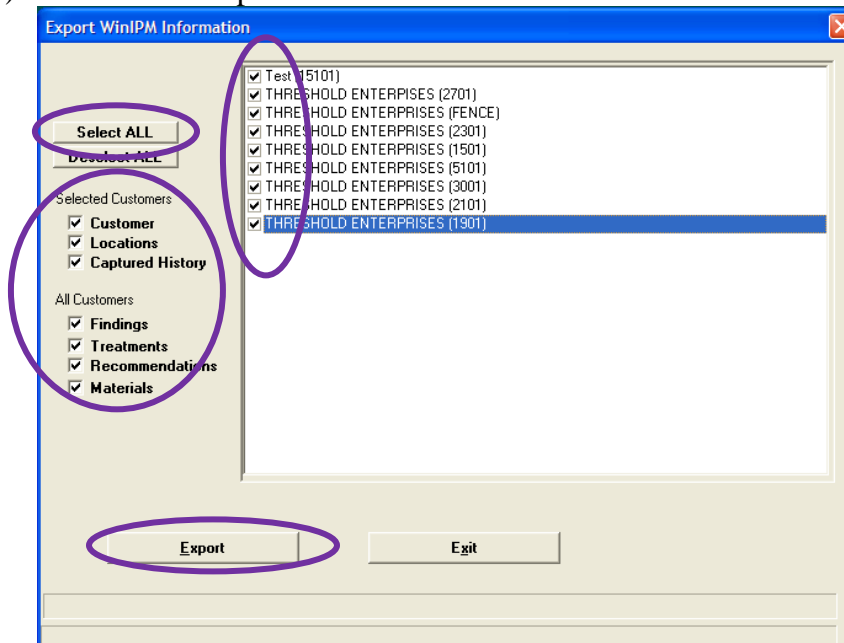 Export WinIPM Information
Select ALL
Deselect ALL
Selected Customers
Customer
Locations
Captured History
All Customers
Findings
Treatments
Recommendations
Materials
Test (15101)
THRESHOLD ENTERPISES (2701)
THRESHOLD ENTERPRISES (FENCE)
THRESHOLD ENTERPRISES (2301)
THRESHOLD ENTERPRISES (1501)
THRESHOLD ENTERPRISES (5101)
THRESHOLD ENTERPRISES (3001)
THRESHOLD ENTERPRISES (2101)
THRESHOLD ENTERPRISES (1901)
Export
Exit